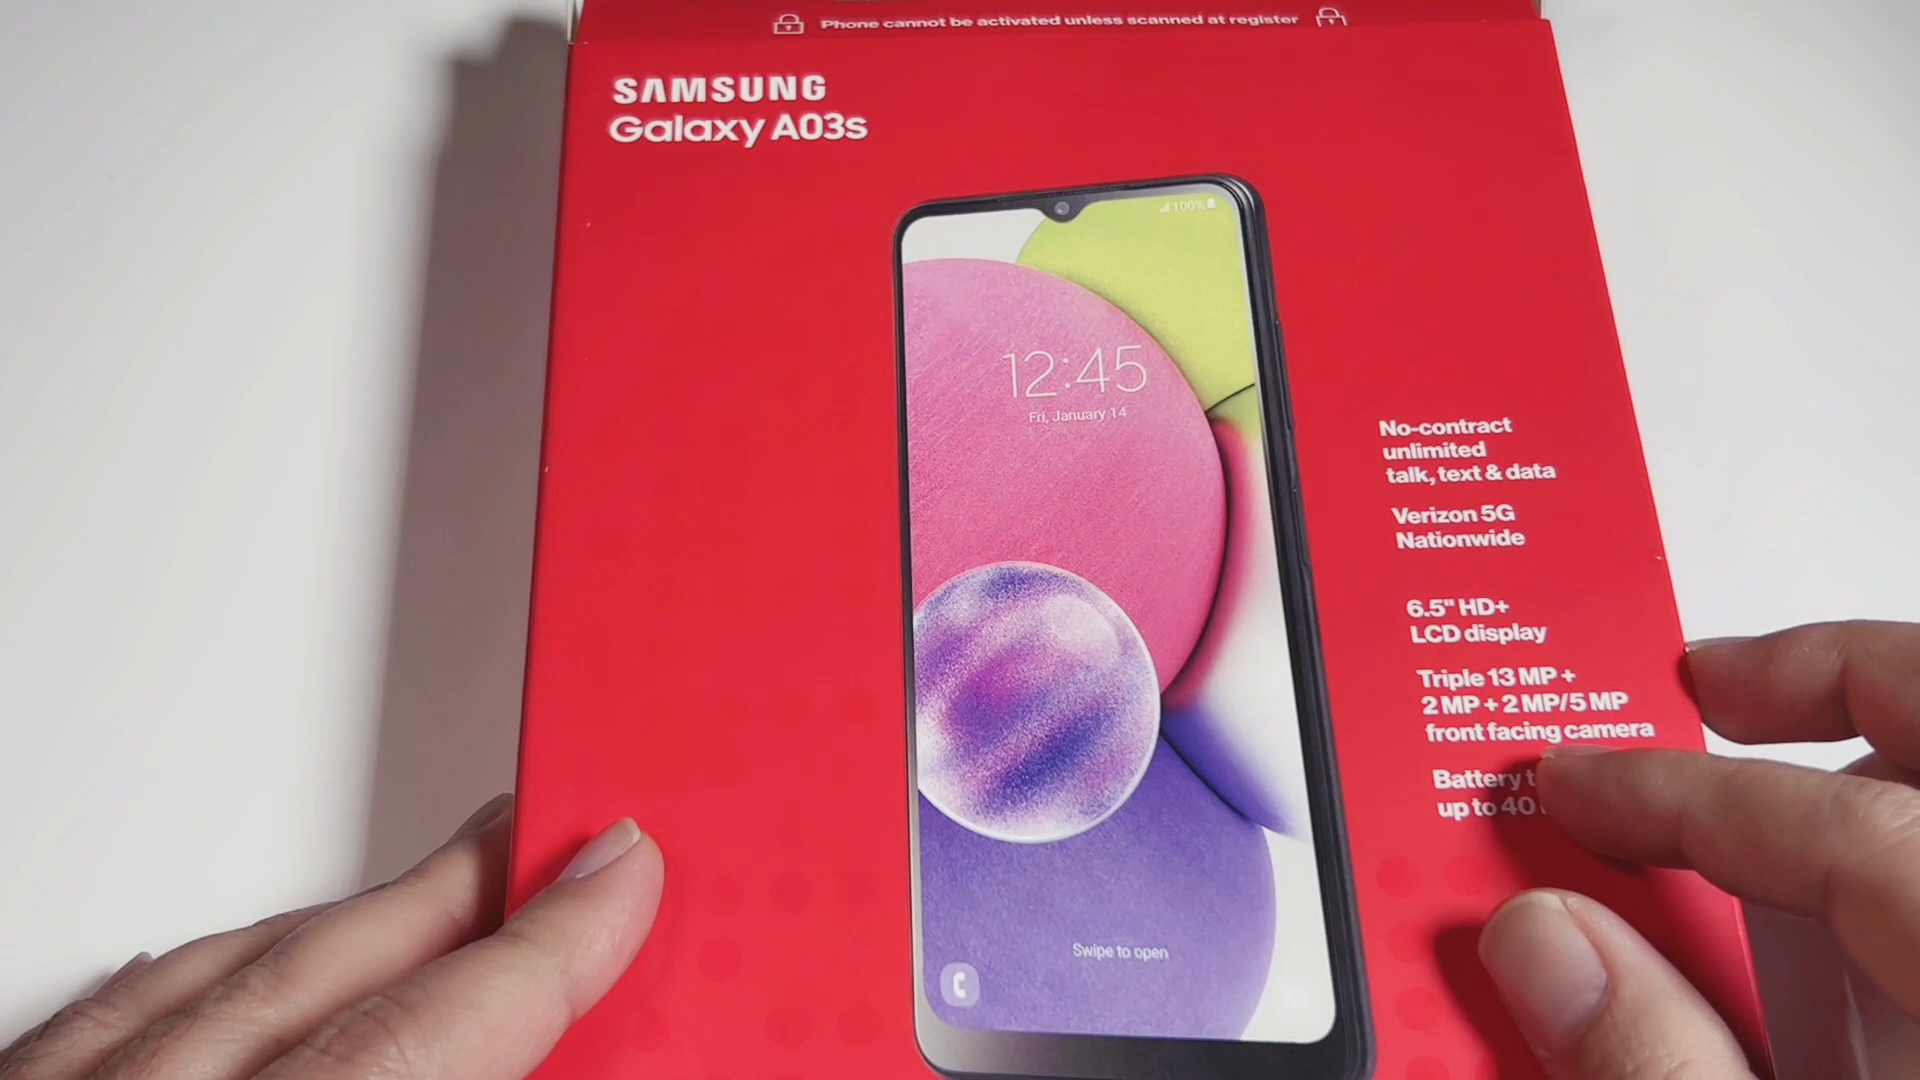 Phone cannot be activated unless scanned at register
SAMSUNG
Galaxy A03s
100%
12:45
Fri, January 14
No-contract
unlimited
talk, text & data
Verizon 5G
Nationwide
6.5" HD+
LCD display
Triple 13 MP +
2 MP + 2 MP/5 MP
front facing camera
Battery
up to 40
Swipe to open